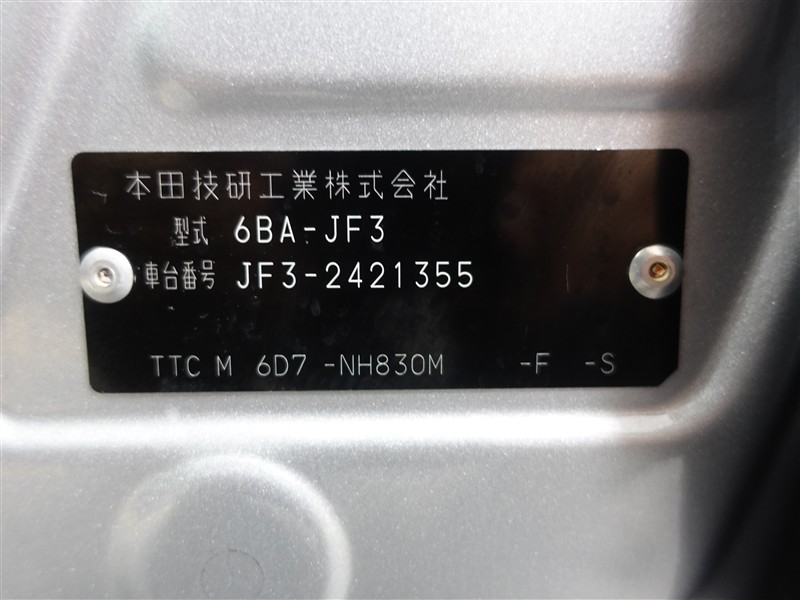 本田技研工業株式会社
型式 6BA-JF3
車台番号 JF3-2421355
TTC M 6D7 -NH830M -F -S